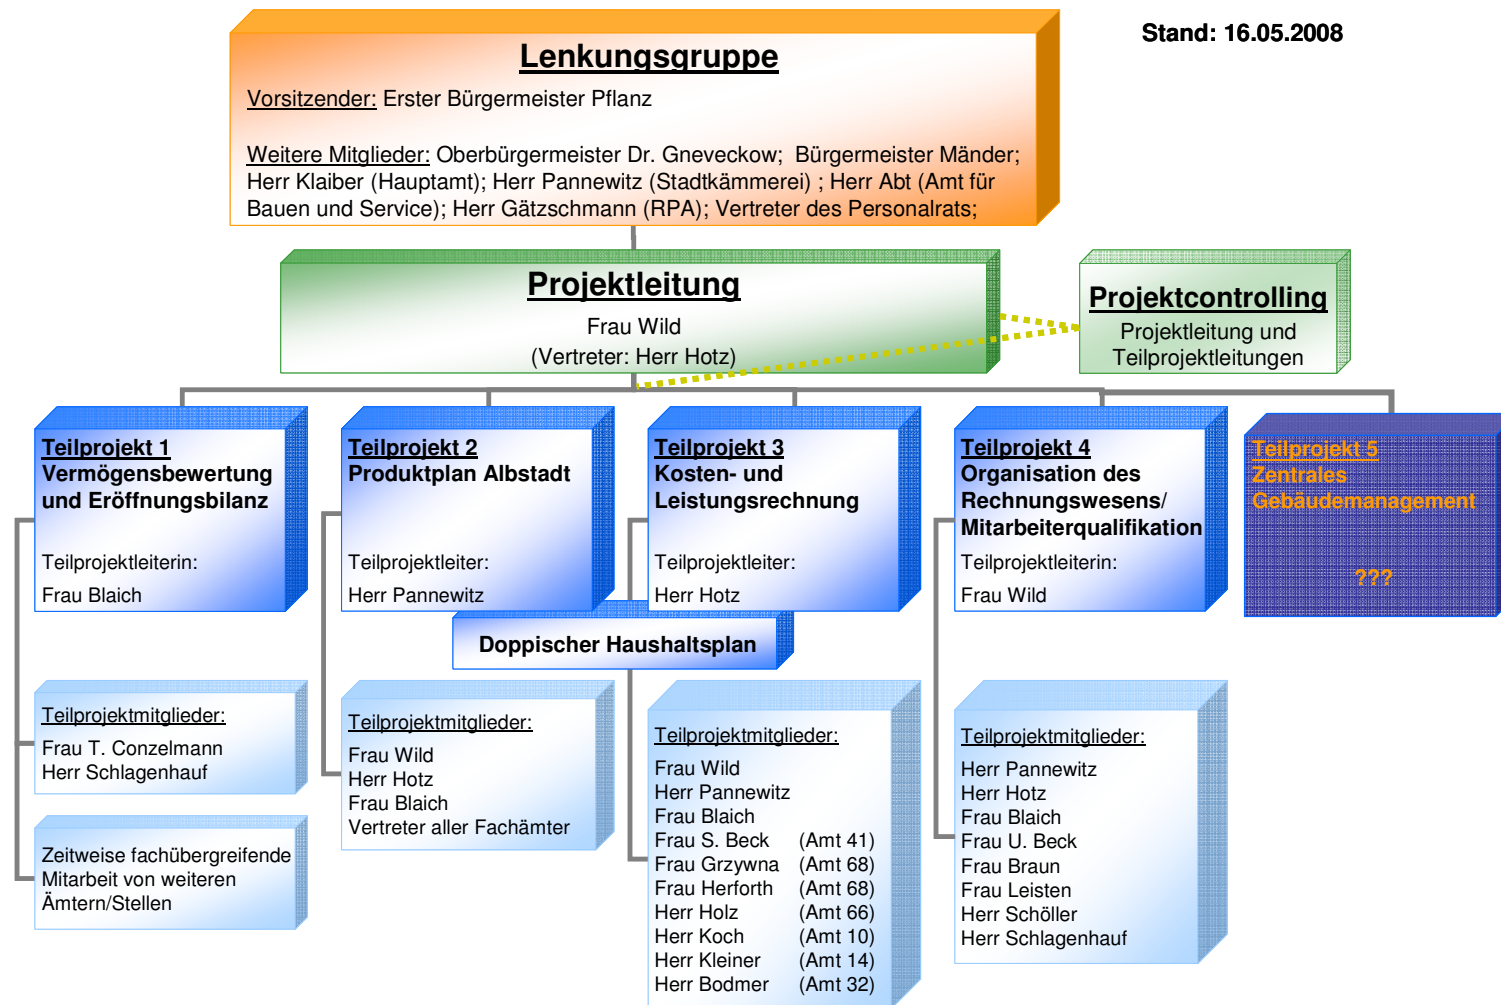 Stand: 16.05.2008
Lenkungsgruppe
Vorsitzender: Erster Bürgermeister Pflanz
Weitere Mitglieder: Oberbürgermeister Dr. Gneveckow; Bürgermeister Mänder;
Herr Klaiber (Hauptamt); Herr Pannewitz (Stadtkämmerei) ; Herr Abt (Amt für
Bauen und Service); Herr Gätzschmann (RPA); Vertreter des Personalrats;
Projektleitung
Frau Wild
(Vertreter: Herr Hotz)
Projektcontrolling
Projektleitung und
Teilprojektleitungen
Teilprojekt 1
Vermögensbewertung
und Eröffnungsbilanz
Teilprojektleiterin:
Frau Blaich
Teilprojekt 2
Produktplan Albstadt
Teilprojektleiter:
Herr Pannewitz
Teilprojekt 3
Kosten- und
Leistungsrechnung
Teilprojektleiter:
Herr Hotz
Teilprojekt 4
Organisation des
Rechnungswesens/
Mitarbeiterqualifikation
Teilprojektleiterin:
Frau Wild
Teilprojekt 5
Zentrales
Gebäudemanagement
???
Doppischer Haushaltsplan
Teilprojektmitglieder:
Frau T. Conzelmann
Herr Schlagenhauf
Zeitweise fachübergreifende
Mitarbeit von weiteren
Ämtern/Stellen
Teilprojektmitglieder:
Frau Wild
Herr Hotz
Frau Blaich
Vertreter aller Fachämter
Teilprojektmitglieder:
Frau Wild
Herr Pannewitz
Frau Blaich
Frau S. Beck (Amt 41)
Frau Grzywna (Amt 68)
Frau Herforth (Amt 68)
Herr Holz (Amt 66)
Herr Koch (Amt 10)
Herr Kleiner (Amt 14)
Herr Bodmer (Amt 32)
Teilprojektmitglieder:
Herr Pannewitz
Herr Hotz
Frau Blaich
Frau U. Beck
Frau Braun
Frau Leisten
Herr Schöller
Herr Schlagenhauf